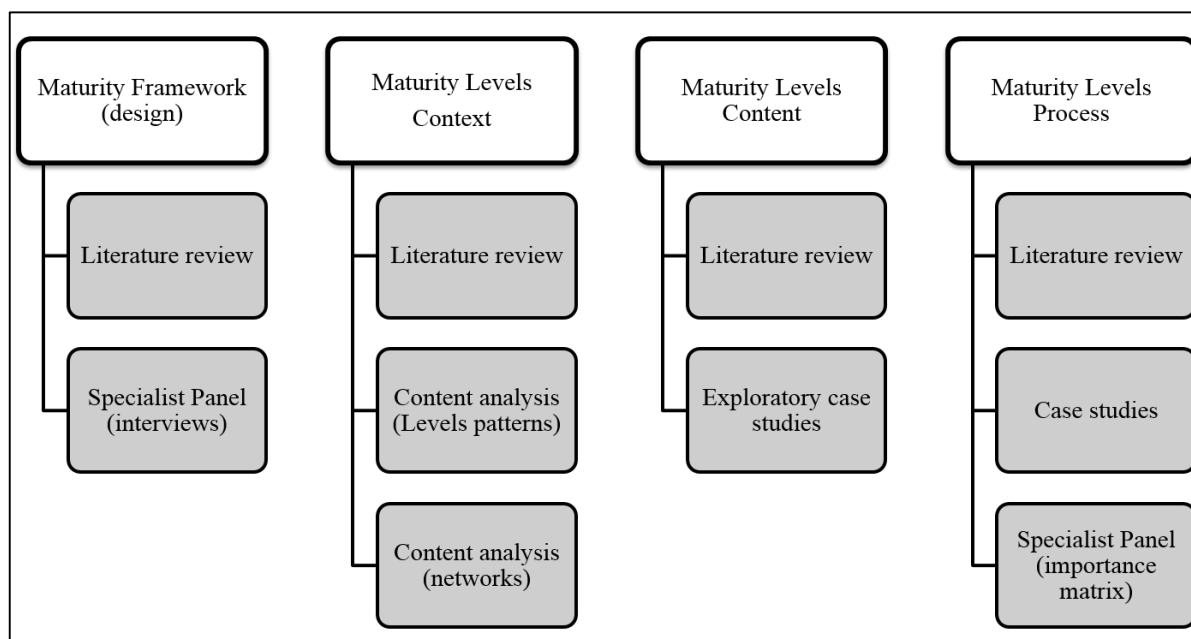 Maturity Framework
(design)
Literature review
Specialist Panel
(interviews)
Maturity Levels
Context
Literature review
Content analysis
(Levels patterns)
Content analysis
(networks)
Maturity Levels
Content
Literature review
Exploratory case
studies
Maturity Levels
Process
Literature review
Case studies
Specialist Panel
(importance
matrix)